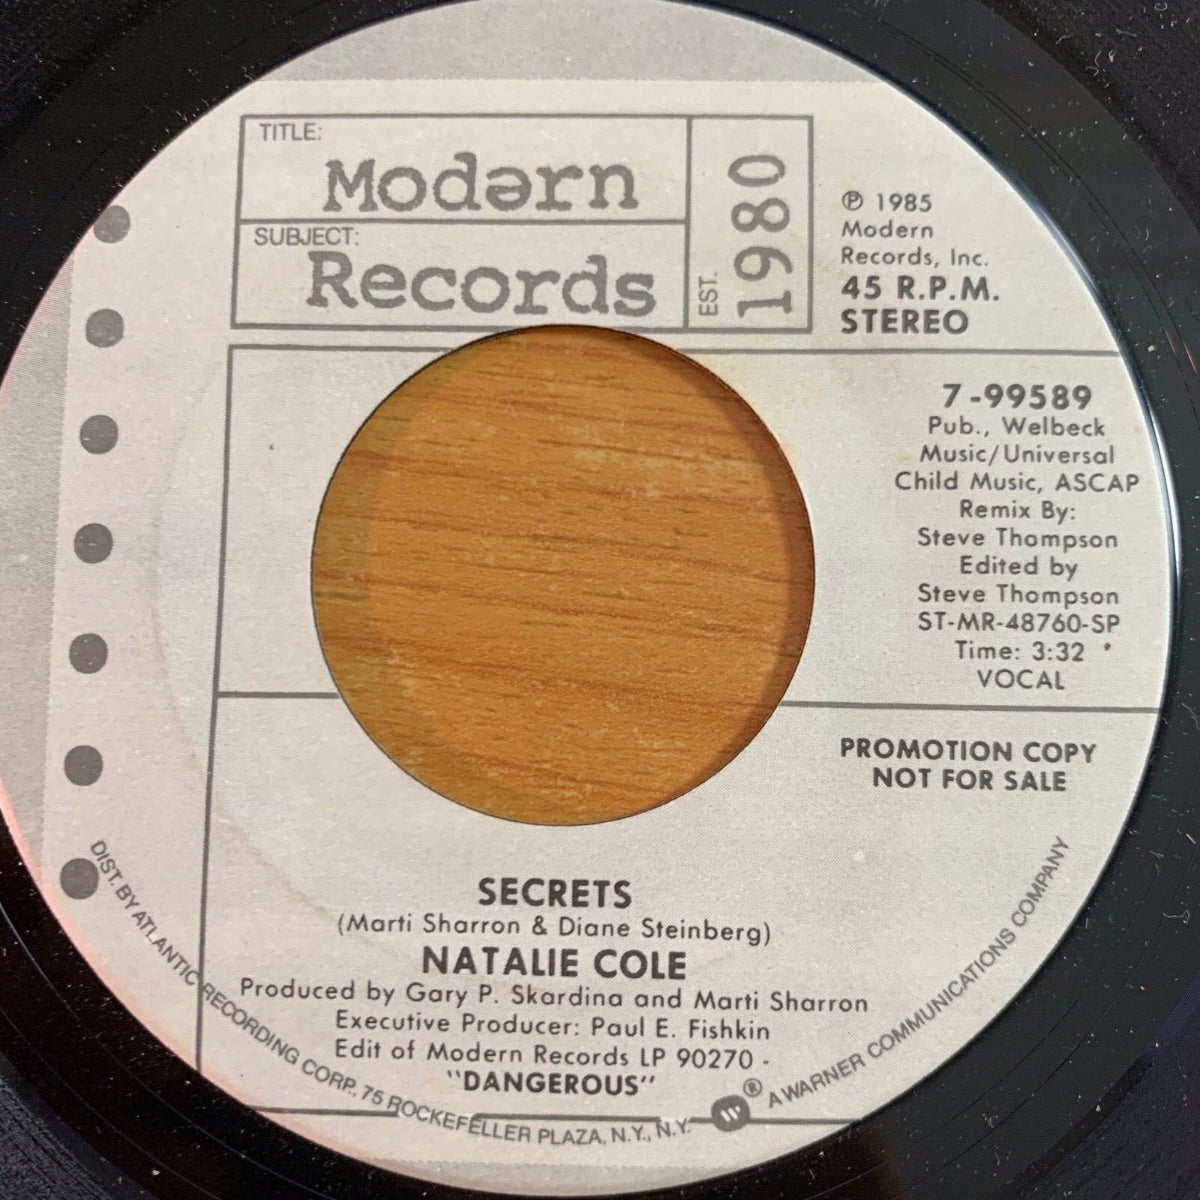 TITLE:
Modərn
SUBJECT:
Records
EST.
1980
℗ 1985
Modern
Records, Inc.
45 R.P.M.
STEREO
7-99589
Pub., Welbeck
Music/Universal
Child Music, ASCAP
Remix By:
Steve Thompson
Edited by
Steve Thompson
ST-MR-48760-SP
Time: 3:32
VOCAL
PROMOTION COPY
NOT FOR SALE
SECRETS
(Marti Sharron & Diane Steinberg)
NATALIE COLE
Produced by Gary P. Skardina and Marti Sharron
Executive Producer: Paul E. Fishkin
Edit of Modern Records LP 90270 -
"DANGEROUS"
DIST. BY ATLANTIC RECORDING CORP., 75 ROCKEFELLER PLAZA, N.Y., N.Y. ® A WARNER COMMUNICATIONS COMPANY